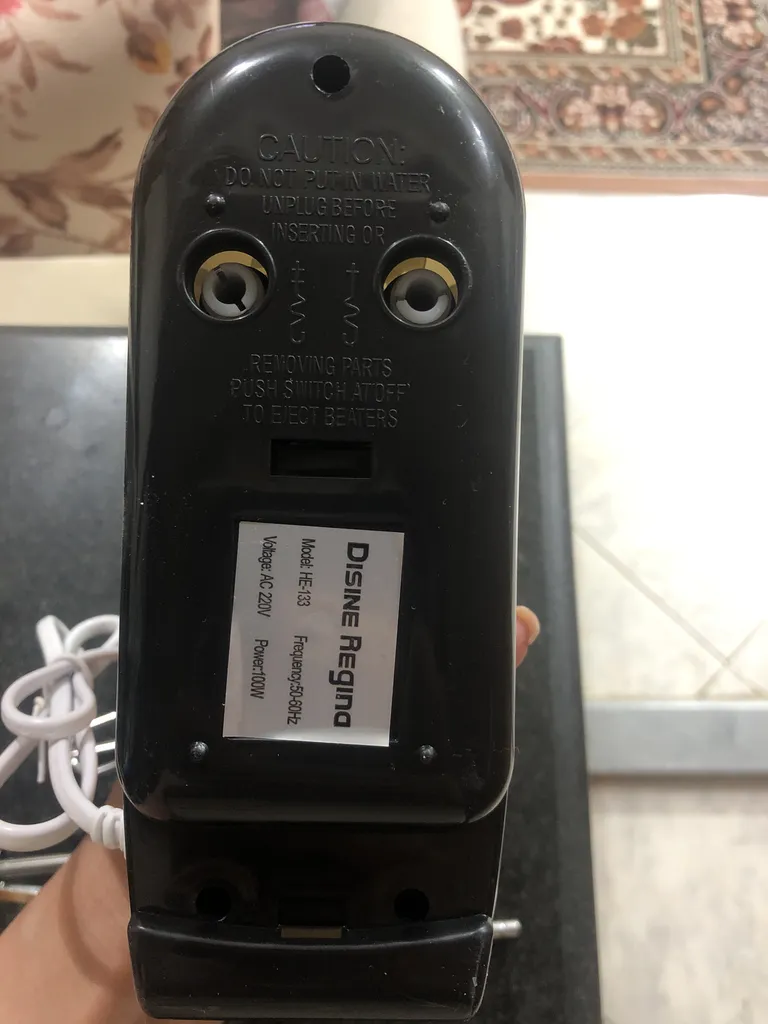 CAUTION:
DO NOT PUT IN WATER
UNPLUG BEFORE
INSERTING OR
REMOVING PARTS
PUSH SWITCH AT'OFF'
TO EJECT BEATERS
DISINE REGINA
Model: HE-133 Frequency:50-60Hz
Voltage: AC 220V Power:100W